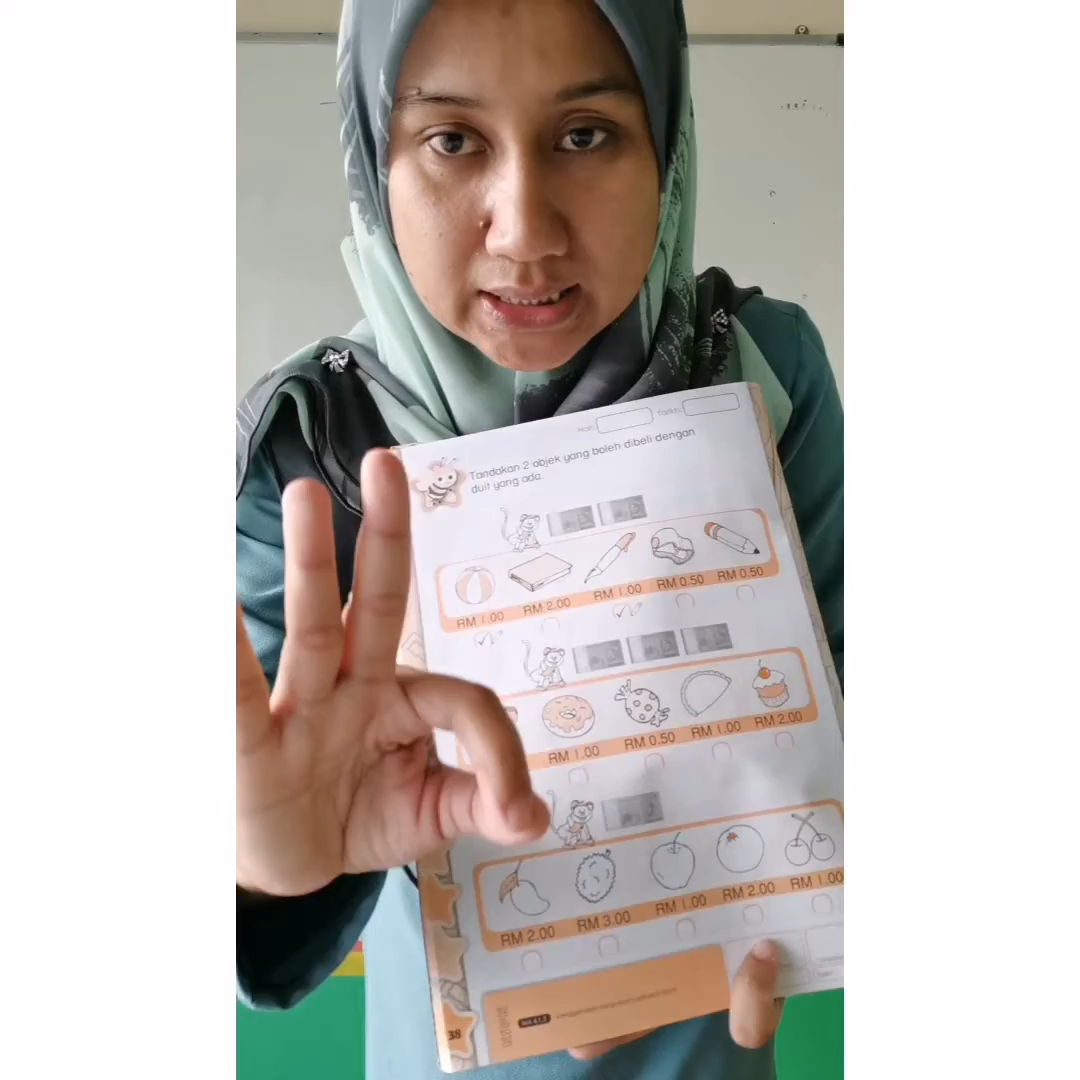 Hari: Tarikh:
Tandakan 2 objek yang boleh dibeli dengan
duit yang ada.
RM 1.00 RM 2.00 RM 1.00 RM 0.50 RM 0.50
RM 1.00 RM 0.50 RM 1.00 RM 2.00
RM 2.00 RM 3.00 RM 1.00 RM 2.00 RM 1.00
38